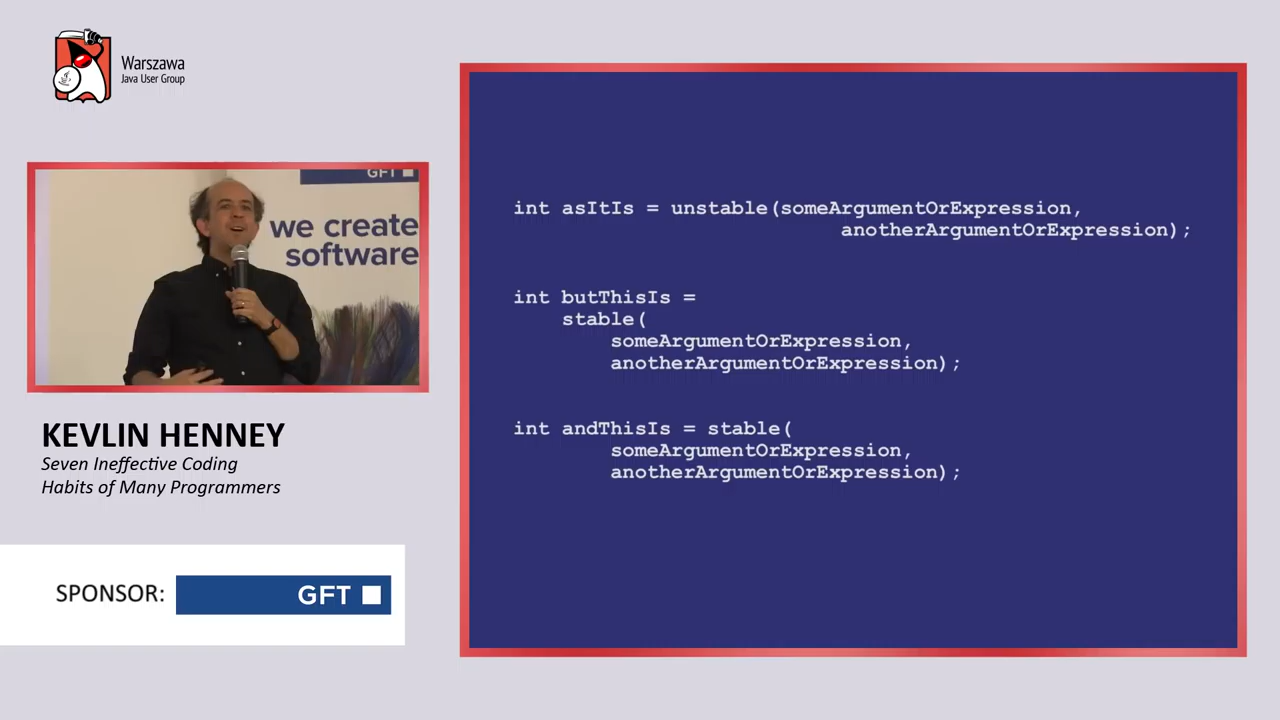 Warszawa
Java User Group
GFT
we create
software
KEVLIN HENNEY
Seven Ineffective Coding
Habits of Many Programmers
SPONSOR:
GFT
int asItIs = unstable(someArgumentOrExpression,
                           anotherArgumentOrExpression);
int butThisIs =
    stable(
        someArgumentOrExpression,
        anotherArgumentOrExpression);
int andThisIs = stable(
        someArgumentOrExpression,
        anotherArgumentOrExpression);